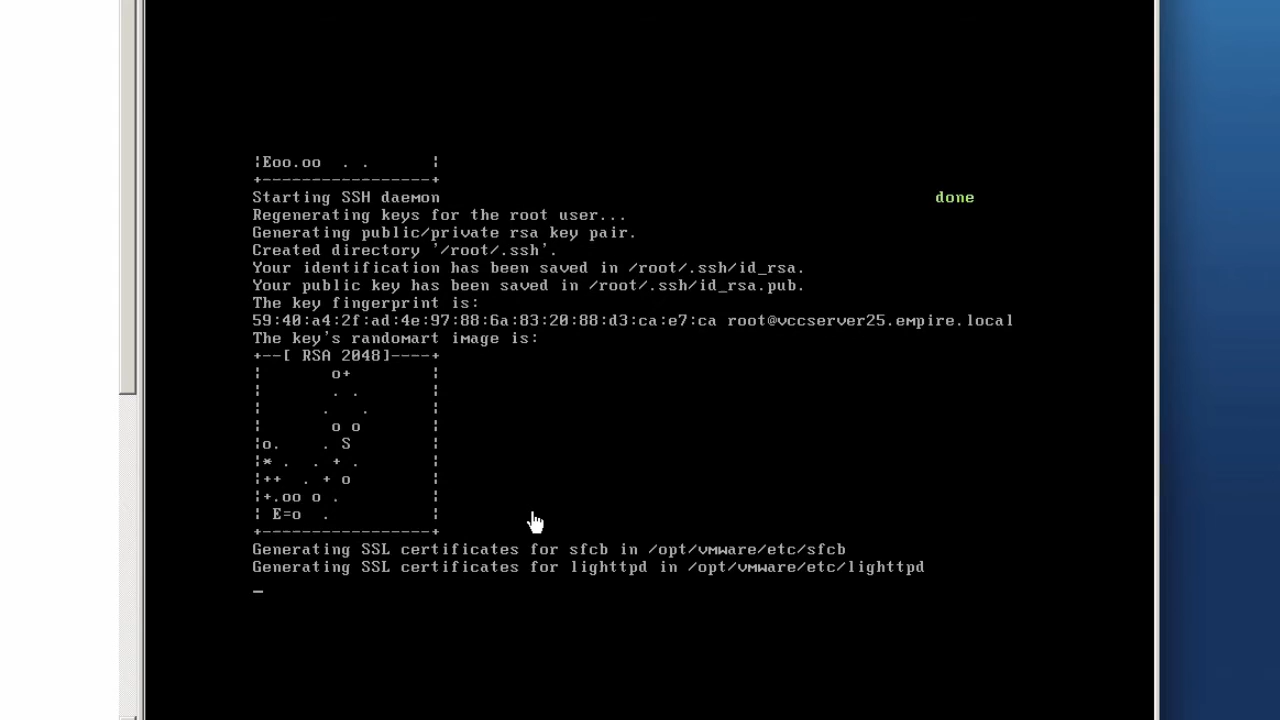 ¦Eoo.oo  . .       ¦
+-----------------+
Starting SSH daemon done
Regenerating keys for the root user...
Generating public/private rsa key pair.
Created directory '/root/.ssh'.
Your identification has been saved in /root/.ssh/id_rsa.
Your public key has been saved in /root/.ssh/id_rsa.pub.
The key fingerprint is:
59:40:a4:2f:ad:4e:97:88:6a:83:20:88:d3:ca:e7:ca root@vccserver25.empire.local
The key's randomart image is:
+--[ RSA 2048]----+
¦       o+        ¦
¦       . .       ¦
¦      .   .      ¦
¦       o o       ¦
¦o.    . S        ¦
¦* .  . + .       ¦
¦++  . + o        ¦
¦+.oo o .         ¦
¦ E=o  .          ¦
+-----------------+
Generating SSL certificates for sfcb in /opt/vmware/etc/sfcb
Generating SSL certificates for lighttpd in /opt/vmware/etc/lighttpd
_